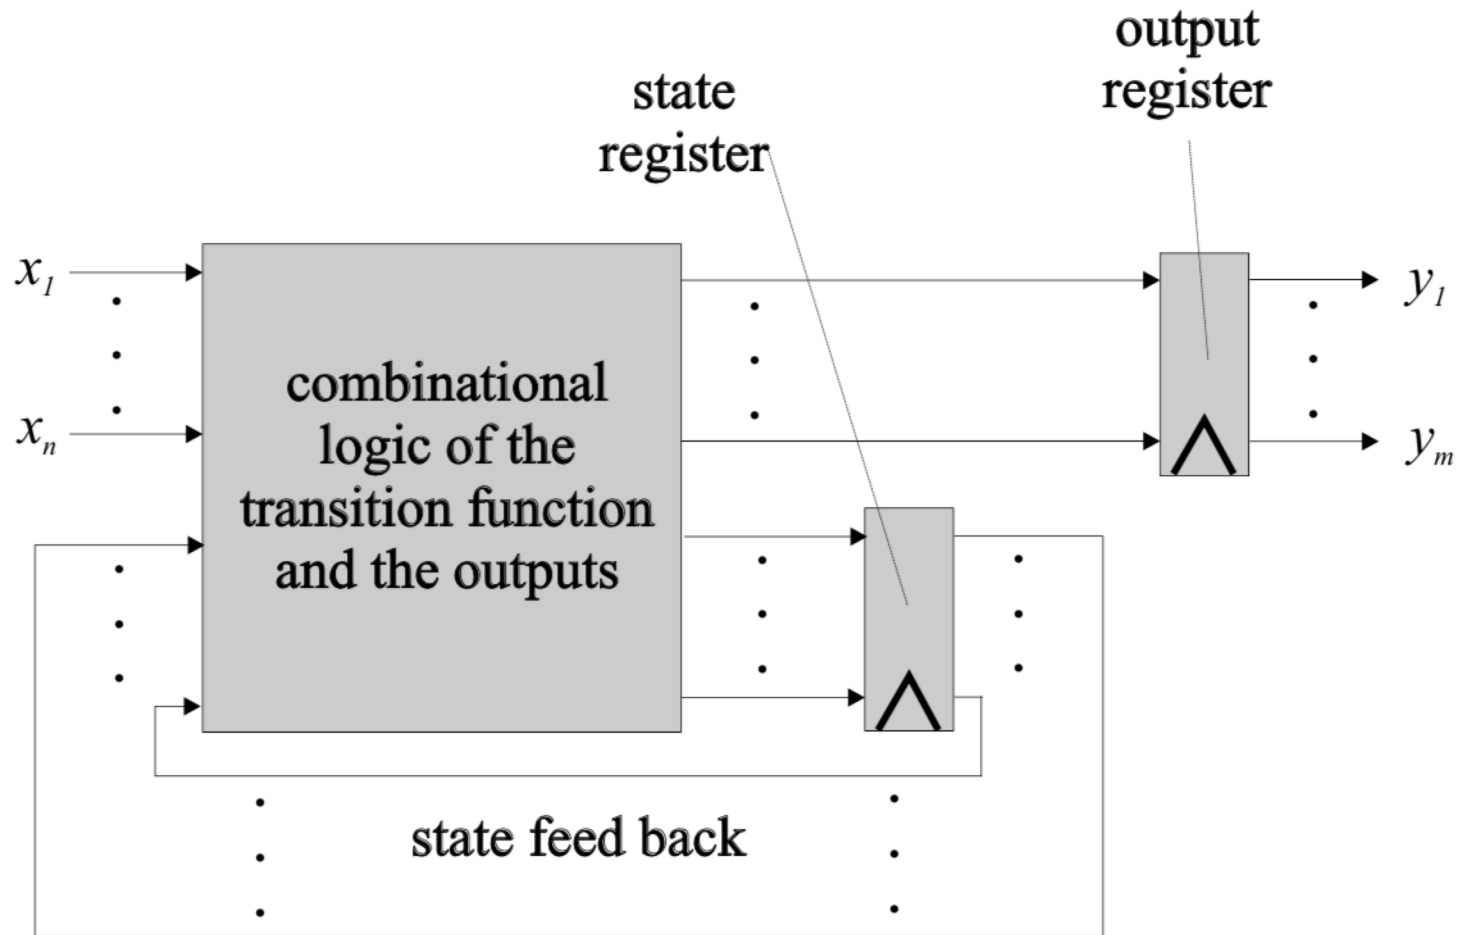 output
register
state
register
x1
xn
combinational
logic of the
transition function
and the outputs
y1
ym
state feed back